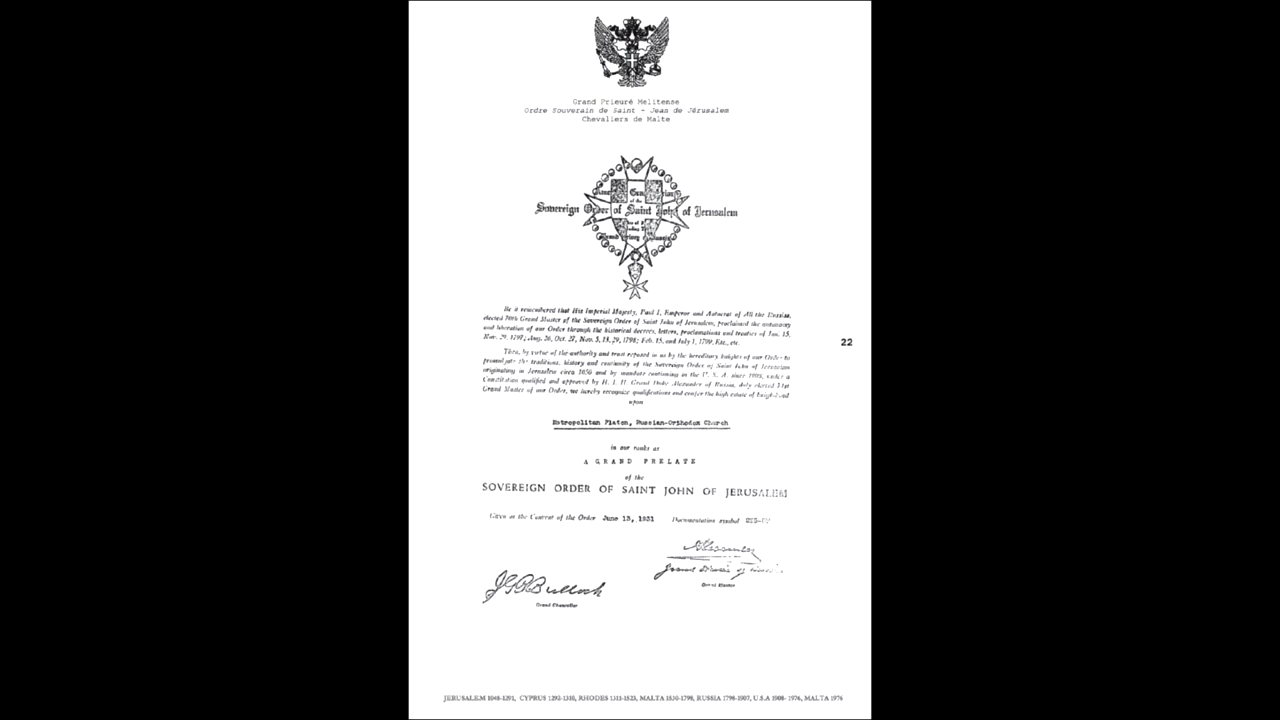 Grand Prieuré Melitense
Ordre Souverain de Saint - Jean de Jérusalem
Chevaliers de Malte
Sovereign Order of Saint John of Jerusalem
Be it remembered that His Imperial Majesty, Paul I, Emperor and Autocrat of All the Russias,
elected 70th Grand Master of the Sovereign Order of Saint John of Jerusalem, proclaimed the autonomy
and liberation of our Order through the historical decrees, letters, proclamations and treaties of Jan. 15,
Nov. 29, 1797; Aug. 26, Oct. 27, Nov. 5, 13, 29, 1798; Feb. 15, and July 1, 1799, Etc., etc.
22
Then, by virtue of the authority and trust reposed in us by the hereditary knights of our Order to
promulgate the traditions, history and continuity of the Sovereign Order of Saint John of Jerusalem
originating in Jerusalem circa 1050 and by mandate continuing in the U. S. A. since 1908, under a
Constitution qualified and approved by H. I. H. Grand Duke Alexander of Russia, duly elected
Grand Master of our Order, we hereby recognize qualifications and confer the high estate of knighthood
upon
Metropolitan Platon, Russian-Orthodox Church
in our ranks as
A GRAND PRELATE
of the
SOVEREIGN ORDER OF SAINT JOHN OF JERUSALEM
Given at the Convent of the Order June 15, 1931 Documentation symbol
Alexander
Grand Duke of
Grand Master
J G B Bulloch
Grand Chancellor
JERUSALEM 1048-1291, CYPRUS 1292-1310, RHODES 1311-1523, MALTA 1530-1798, RUSSIA 1798-1907, U.S.A 1908- 1976, MALTA 1976